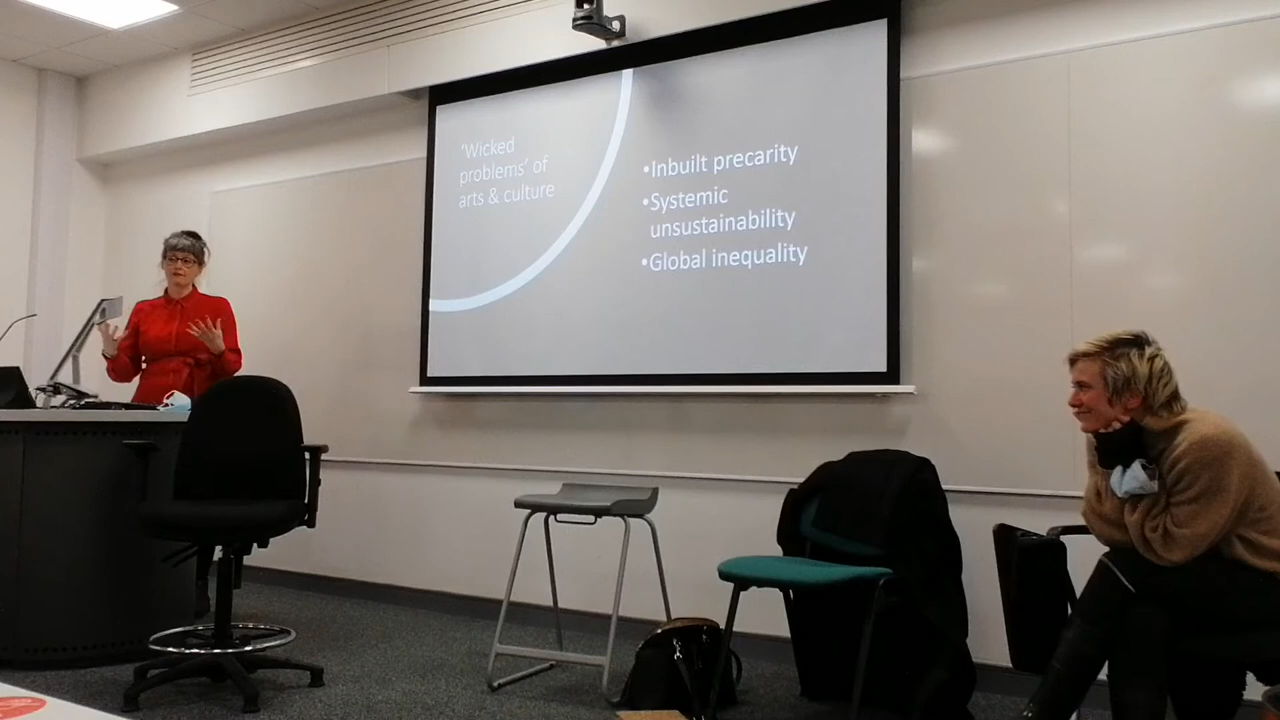 'Wicked
problems' of
arts & culture
•Inbuilt precarity
•Systemic
unsustainability
•Global inequality